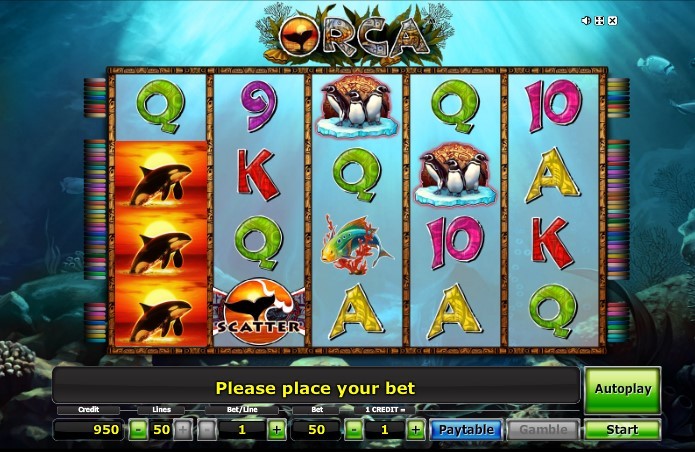 ORCA
Q 9 Q 10
K Q A
Q 10 K
SCATTER A A Q
Please place your bet
Autoplay
Credit Lines Bet/Line Bet 1 CREDIT =
950 - 50 + - 1 + 50 - 1 + Paytable Gamble Start